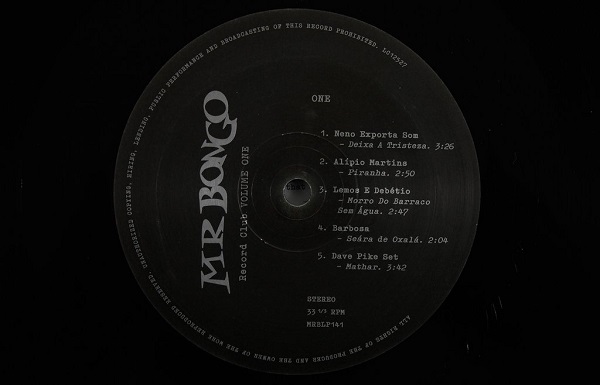 UNAUTHORISED COPYING, HIRING, LENDING, PUBLIC PERFORMANCE AND BROADCASTING OF THIS RECORD PROHIBITED. LC12327
MR BONGO
Record Club VOLUME ONE
ONE
1. Neno Exporta Som
- Deixa A Tristeza. 3:26
2. Alípio Martins
- Piranha. 2:50
3. Lemos E Debétio
- Morro Do Barraco
Sem Água. 2:47
4. Barbosa
- Seára de Oxalá. 2:04
5. Dave Pike Set
- Mathar. 3:42
STEREO
33 1/3 RPM
MRBLP141
ALL RIGHTS OF THE PRODUCER AND THE OWNER OF THE WORK REPRODUCED RESERVED.